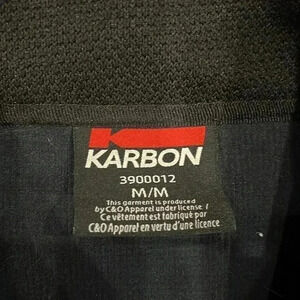 KARBON
3900012
M/M
This garment is produced
by C&O Apparel under license /
Ce vêtement est fabriqué par
C&O Apparel en vertu d'une licence